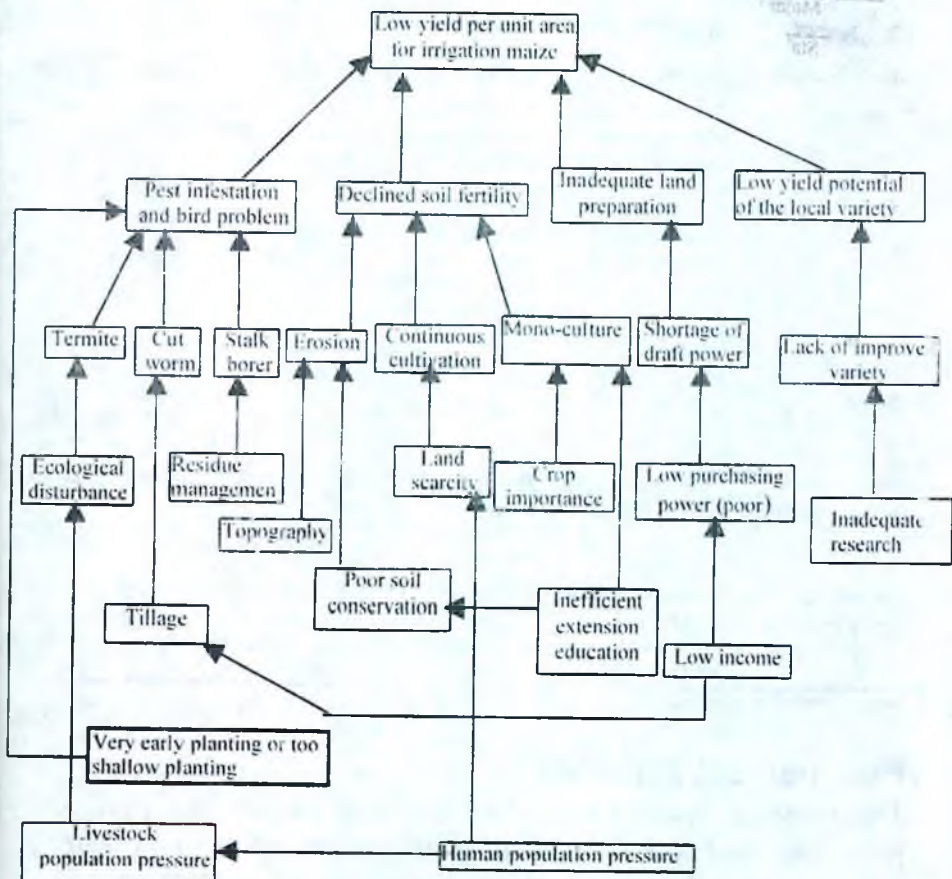 Low yield per unit area
for irrigation maize
Pest infestation
and bird problem
Declined soil fertility
Inadequate land
preparation
Low yield potential
of the local variety
Termite
Cut
worm
Stalk
borer
Erosion
Continuous
cultivation
Mono-culture
Shortage of
draft power
Lack of improve
variety
Ecological
disturbance
Residue
managemen
Land
scarcity
Crop
importance
Low purchasing
power (poor)
Inadequate
research
Topography
Poor soil
conservation
Inefficient
extension
education
Tillage
Low income
Very early planting or too
shallow planting
Livestock
population pressure
Human population pressure